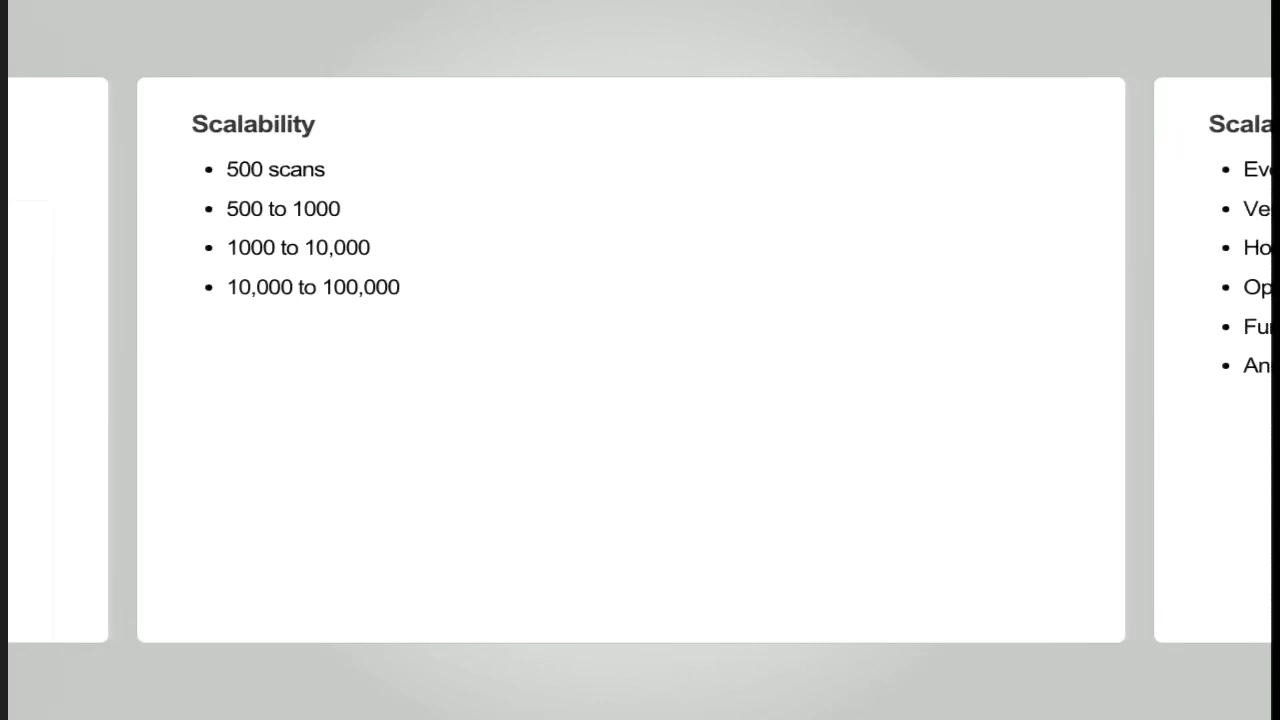 Scalability
500 scans
500 to 1000
1000 to 10,000
10,000 to 100,000